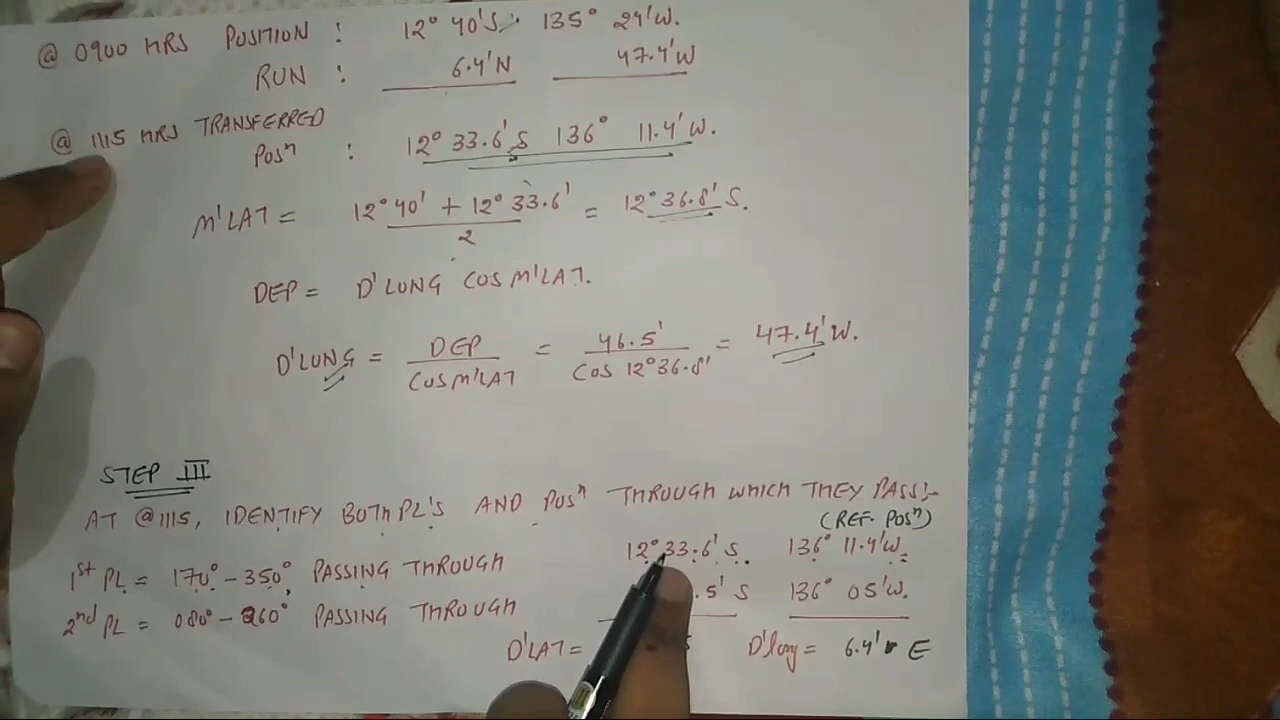 @ 0900 HRS POSITION : 12° 40' S. 135° 24' W.
RUN : 6.4' N 47.4' W
@ 1115 HRS TRANSFERRED
POSⁿ : 12° 33.6' S 136° 11.4' W.
M'LAT = 12° 40' + 12° 33.6' / 2 = 12° 36.8' S.
DEP = D'LONG COS M'LAT.
D'LONG = DEP / COS M'LAT = 46.5' / COS 12° 36.8' = 47.4' W.
STEP III
AT @1115, IDENTIFY BOTH PL'S AND POSⁿ THROUGH WHICH THEY PASS:-
(REF. POSⁿ)
1st PL = 170° - 350°, PASSING THROUGH 12° 33.6' S. 136° 11.4' W.
2nd PL = 080° - 260° PASSING THROUGH .5' S 136° 05' W.
D'LAT = D'long = 6.4' E